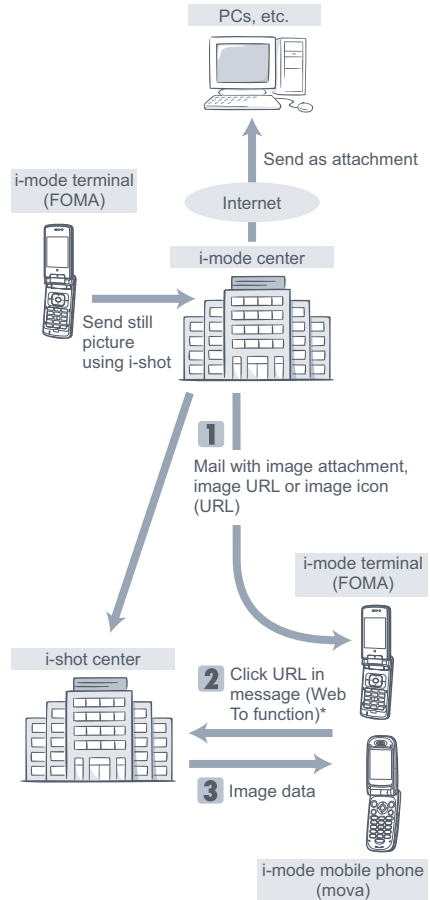 PCs, etc.
Send as attachment
i-mode terminal
(FOMA)
Internet
i-mode center
Send still
picture
using i-shot
1
Mail with image attachment,
image URL or image icon
(URL)
i-mode terminal
(FOMA)
i-shot center
2 Click URL in
message (Web
To function)*
3 Image data
i-mode mobile phone
(mova)